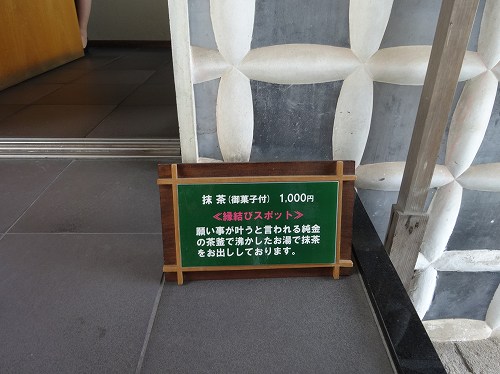 抹茶(御菓子付) 1,000円
≪縁結びスポット≫
願い事が叶うと言われる純金
の茶釜で沸かしたお湯で抹茶
をお出ししております。